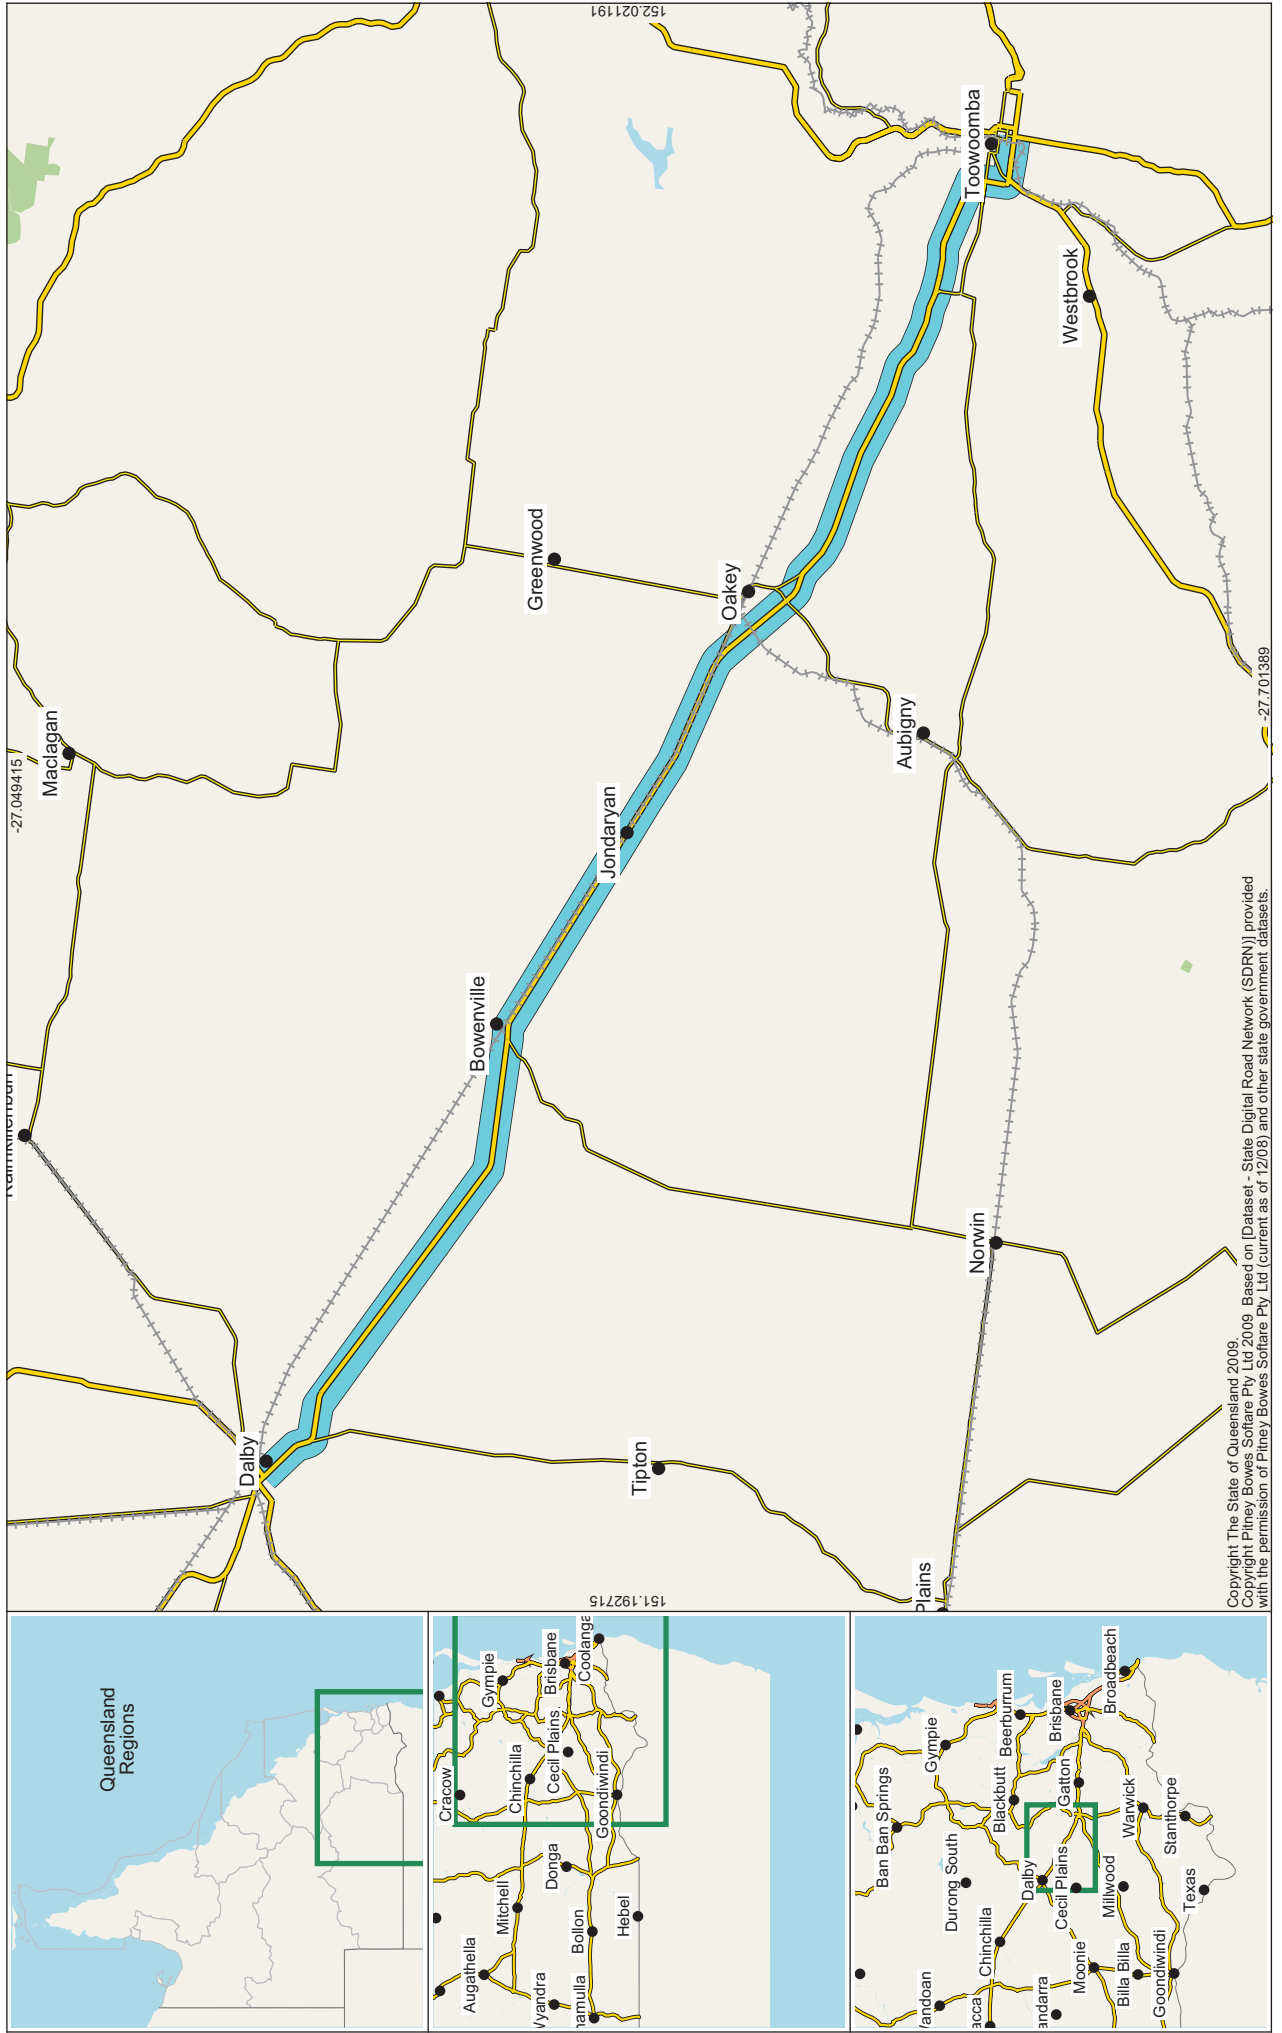 Queensland
Regions
Cracow
Gympie
Chinchilla
Cecil Plains
Brisbane
Goondiwindi
Mitchell
Donga
Augathella
Bollon
Hebel
Ban Ban Springs
Gympie
Durong South
Blackbutt
Beerburrum
Dalby
Brisbane
Chinchilla
Cecil Plains
Gatton
Broadbeach
Moonie
Millwood
Warwick
Billa Billa
Stanthorpe
Goondiwindi
Texas
-27.049415
Maclagan
Dalby
Bowenville
Greenwood
Jondaryan
Tipton
151.192715
152.021191
Oakey
Aubigny
Toowoomba
Plains
Norwin
Westbrook
-27.701389
Copyright The State of Queensland 2009.
Copyright Pitney Bowes Softare Pty Ltd 2009. Based on [Dataset - State Digital Road Network (SDRN)] provided
with the permission of Pitney Bowes Softare Pty Ltd (current as of 12/08) and other state government datasets.